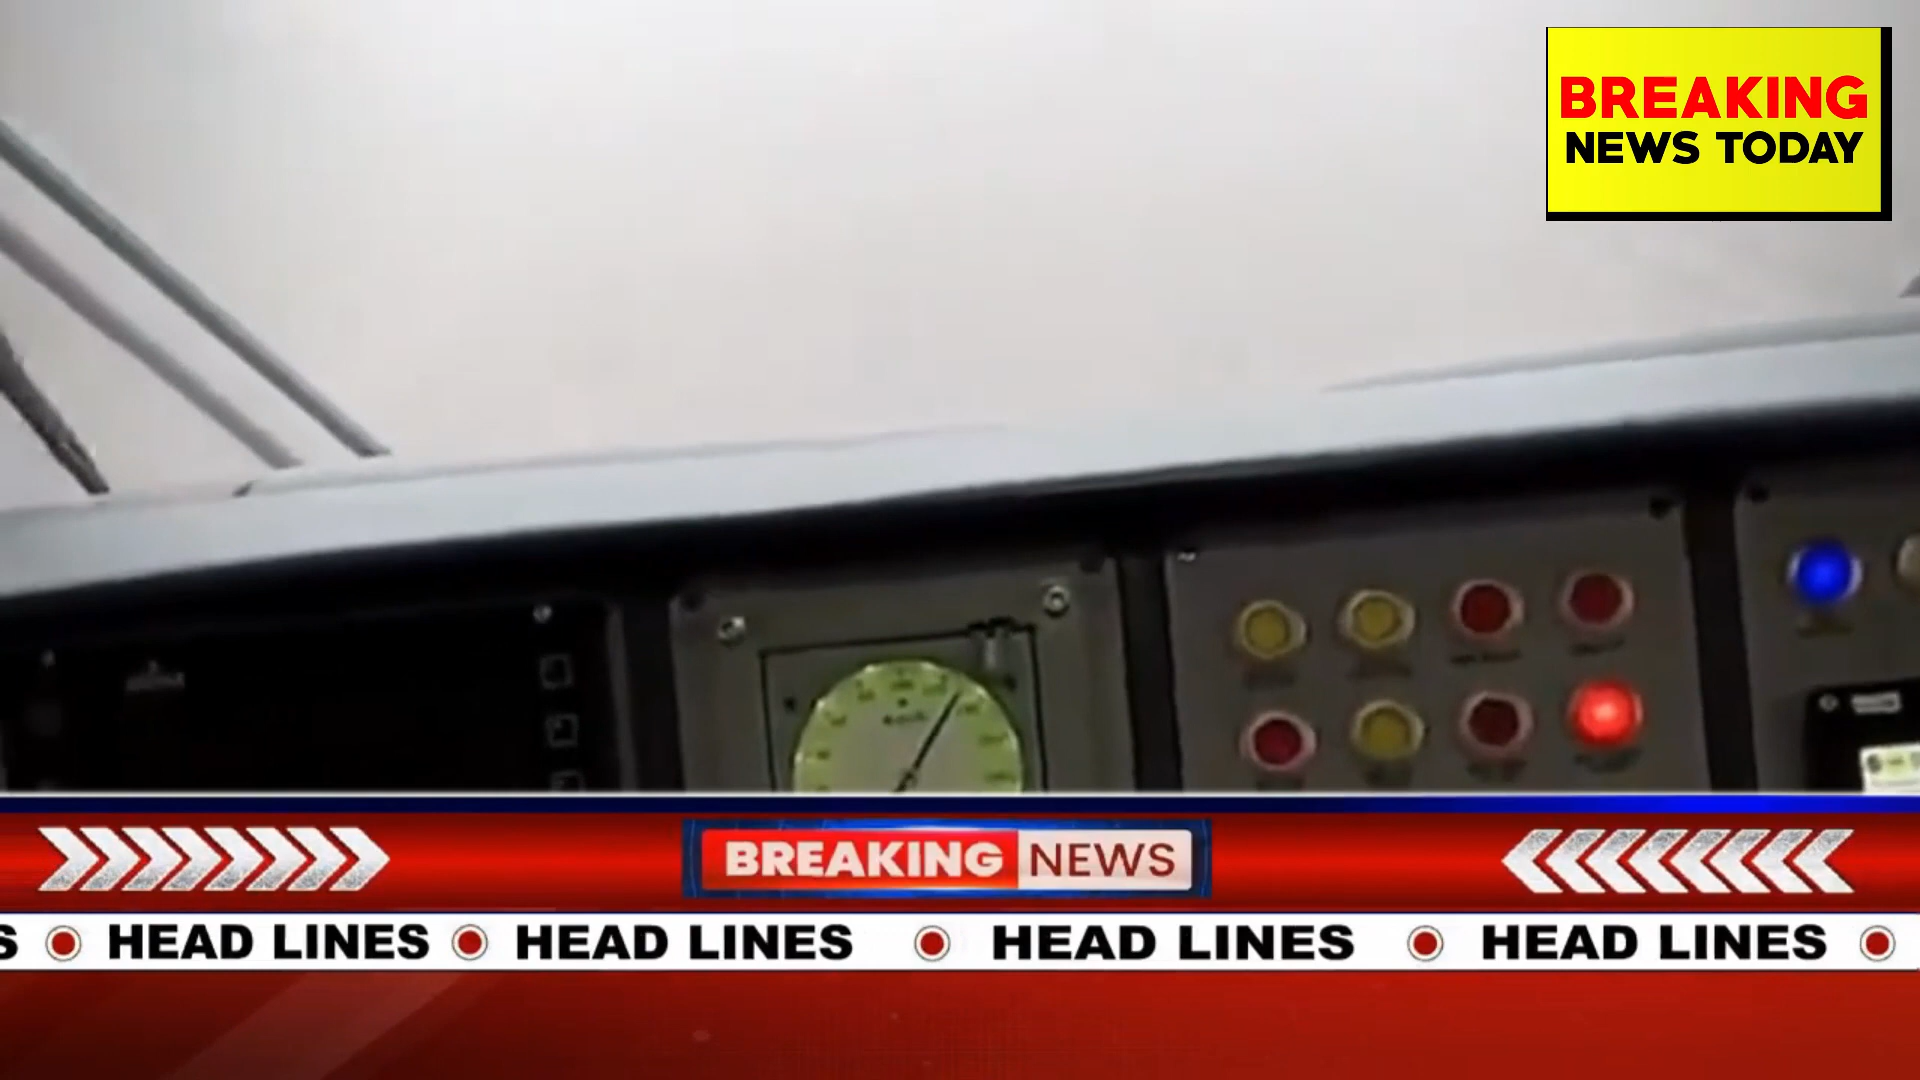 BREAKING
NEWS TODAY
BREAKING NEWS
S HEAD LINES HEAD LINES HEAD LINES HEAD LINES